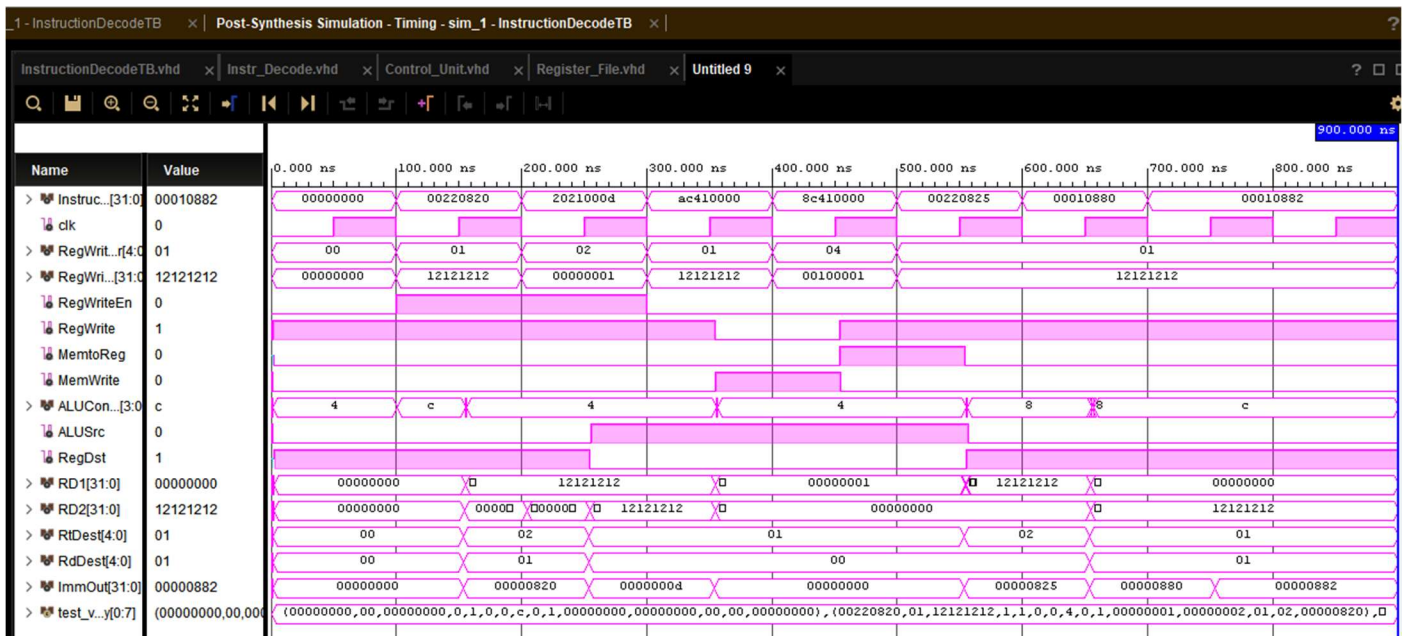 _1 - InstructionDecodeTB × Post-Synthesis Simulation - Timing - sim_1 - InstructionDecodeTB × ?
InstructionDecodeTB.vhd × Instr_Decode.vhd × Control_Unit.vhd × Register_File.vhd × Untitled 9 × ?
900.000 ns
Name Value 0.000 ns 100.000 ns 200.000 ns 300.000 ns 400.000 ns 500.000 ns 600.000 ns 700.000 ns 800.000 ns
Instruc...[31:0] 00010882 00000000 00220820 2021000d ac410000 8c410000 00220825 00010880 00010882
clk 0
RegWrit...r[4:0 01 00 01 02 01 04 01
RegWri...[31:0 12121212 00000000 12121212 00000001 12121212 00100001 12121212
RegWriteEn 0
RegWrite 1
MemtoReg 0
MemWrite 0
ALUCon...[3:0 c 4 c 4 4 8 8 c
ALUSrc 0
RegDst 1
RD1[31:0] 00000000 00000000 12121212 00000001 12121212 00000000
RD2[31:0] 12121212 00000000 0000 00000 12121212 00000000 12121212
RtDest[4:0] 01 00 02 01 02 01
RdDest[4:0] 01 00 01 00 01
ImmOut[31:0] 00000882 00000000 00000820 0000000d 00000000 00000825 00000880 00000882
test_v...y[0:7] (00000000,00,000 (00000000,00,00000000,0,1,0,0,c,0,1,00000000,00000000,00,00,00000000),(00220820,01,12121212,1,1,0,0,4,0,1,00000001,00000002,01,02,00000820),